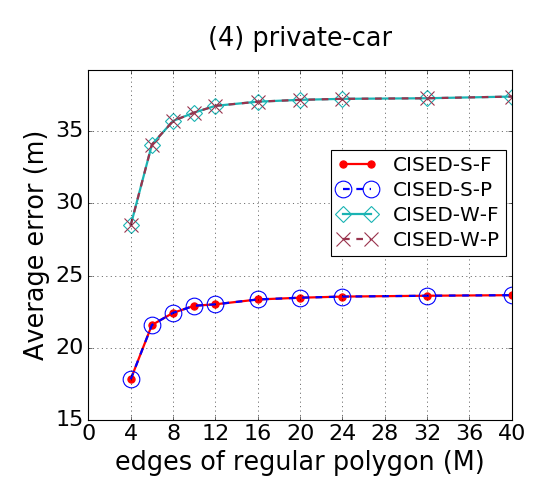 (4) private-car
Average error (m)
35
30
25
20
15
CISED-S-F
CISED-S-P
CISED-W-F
CISED-W-P
0 4 8 12 16 20 24 28 32 36 40
edges of regular polygon (M)